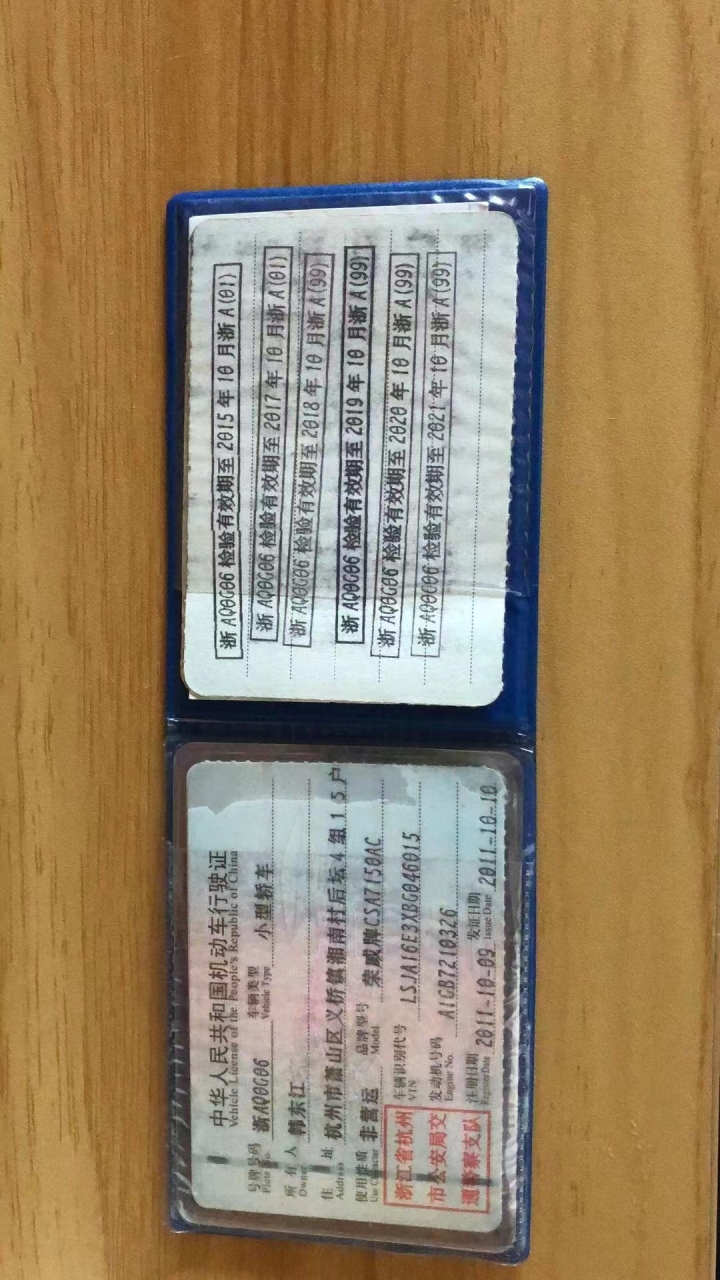 中华人民共和国机动车行驶证
Vehicle License of the People's Republic of China
号牌号码 浙AQ0G06 车辆类型 小型轿车
Plate No. Vehicle Type
所有人 韩东江
Owner
住址 杭州市萧山区义桥镇湘南村后坛4组15户
Address
使用性质 非营运 品牌型号 荣威牌CSA7150AC
Use Character Model
浙江省杭州市公安局交通警察支队
车辆识别代号 LSJA16E3XBG046015
VIN
发动机号码 A1GB7210326
Engine No.
注册日期 2011-10-09 发证日期 2011-10-10
Register Date Issue Date
浙AQ0G06检验有效期至2015年10月浙A(01)
浙AQ0G06检验有效期至2017年10月浙A(01)
浙AQ0G06检验有效期至2018年10月浙A(99)
浙AQ0G06检验有效期至2019年10月浙A(99)
浙AQ0G06检验有效期至2020年10月浙A(99)
浙AQ0G06检验有效期至2021年10月浙A(99)